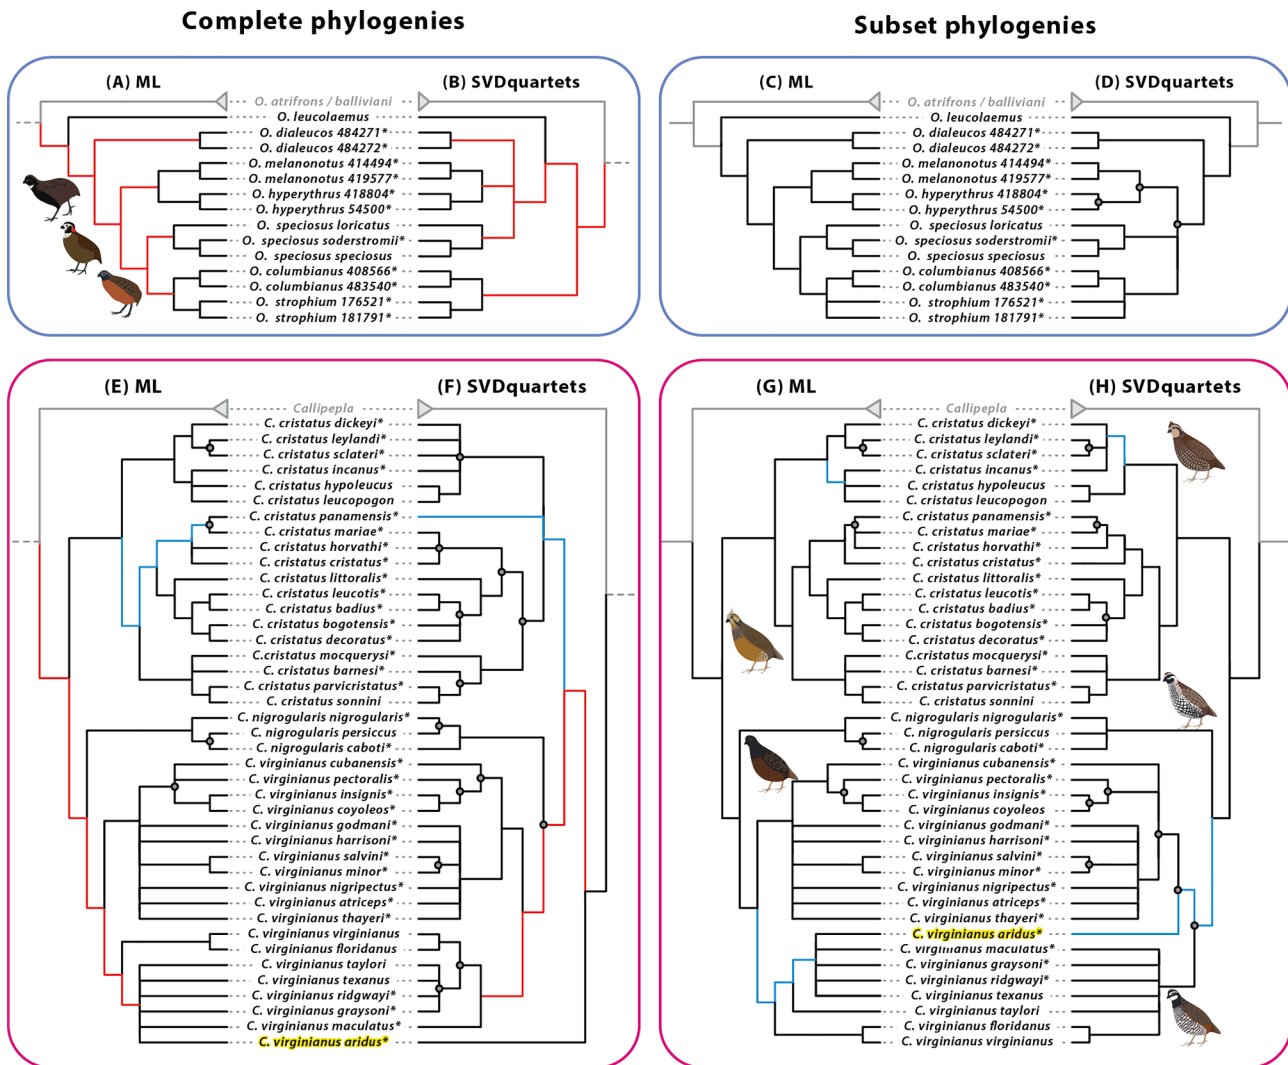 Complete phylogenies
Subset phylogenies
(A) ML
(B) SVDquartets
O. atrifrons / balliviani
O. leucolaemus
O. dialeucos 484271*
O. dialeucos 484272*
O. melanonotus 414494*
O. melanonotus 419577*
O. hyperythrus 418804*
O. hyperythrus 54500*
O. speciosus loricatus
O. speciosus soderstromii*
O. speciosus speciosus
O. columbianus 408566*
O. columbianus 483540*
O. strophium 176521*
O. strophium 181791*
(C) ML
(D) SVDquartets
O. atrifrons / balliviani
O. leucolaemus
O. dialeucos 484271*
O. dialeucos 484272*
O. melanonotus 414494*
O. melanonotus 419577*
O. hyperythrus 418804*
O. hyperythrus 54500*
O. speciosus loricatus
O. speciosus soderstromii*
O. speciosus speciosus
O. columbianus 408566*
O. columbianus 483540*
O. strophium 176521*
O. strophium 181791*
(E) ML
(F) SVDquartets
Callipepla
C. cristatus dickeyi*
C. cristatus leylandi*
C. cristatus sclateri*
C. cristatus incanus*
C. cristatus hypoleucus
C. cristatus leucopogon
C. cristatus panamensis*
C. cristatus mariae*
C. cristatus horvathi*
C. cristatus cristatus*
C. cristatus littoralis*
C. cristatus leucotis*
C. cristatus badius*
C. cristatus bogotensis*
C. cristatus decoratus*
C.cristatus mocquerysi*
C. cristatus barnesi*
C. cristatus parvicristatus*
C. cristatus sonnini
C. nigrogularis nigrogularis*
C. nigrogularis persiccus
C. nigrogularis caboti*
C. virginianus cubanensis*
C. virginianus pectoralis*
C. virginianus insignis*
C. virginianus coyoleos*
C. virginianus godmani*
C. virginianus harrisoni*
C. virginianus salvini*
C. virginianus minor*
C. virginianus nigripectus*
C. virginianus atriceps*
C. virginianus thayeri*
C. virginianus virginianus
C. virginianus floridanus
C. virginianus taylori
C. virginianus texanus
C. virginianus ridgwayi*
C. virginianus graysoni*
C. virginianus maculatus*
C. virginianus aridus*
(G) ML
(H) SVDquartets
Callipepla
C. cristatus dickeyi*
C. cristatus leylandi*
C. cristatus sclateri*
C. cristatus incanus*
C. cristatus hypoleucus
C. cristatus leucopogon
C. cristatus panamensis*
C. cristatus mariae*
C. cristatus horvathi*
C. cristatus cristatus*
C. cristatus littoralis*
C. cristatus leucotis*
C. cristatus badius*
C. cristatus bogotensis*
C. cristatus decoratus*
C.cristatus mocquerysi*
C. cristatus barnesi*
C. cristatus parvicristatus*
C. cristatus sonnini
C. nigrogularis nigrogularis*
C. nigrogularis persiccus
C. nigrogularis caboti*
C. virginianus cubanensis*
C. virginianus pectoralis*
C. virginianus insignis*
C. virginianus coyoleos
C. virginianus godmani*
C. virginianus harrisoni*
C. virginianus salvini*
C. virginianus minor*
C. virginianus nigripectus*
C. virginianus atriceps*
C. virginianus thayeri*
C. virginianus aridus*
C. virginianus maculatus*
C. virginianus graysoni*
C. virginianus ridgwayi*
C. virginianus texanus
C. virginianus taylori
C. virginianus floridanus
C. virginianus virginianus